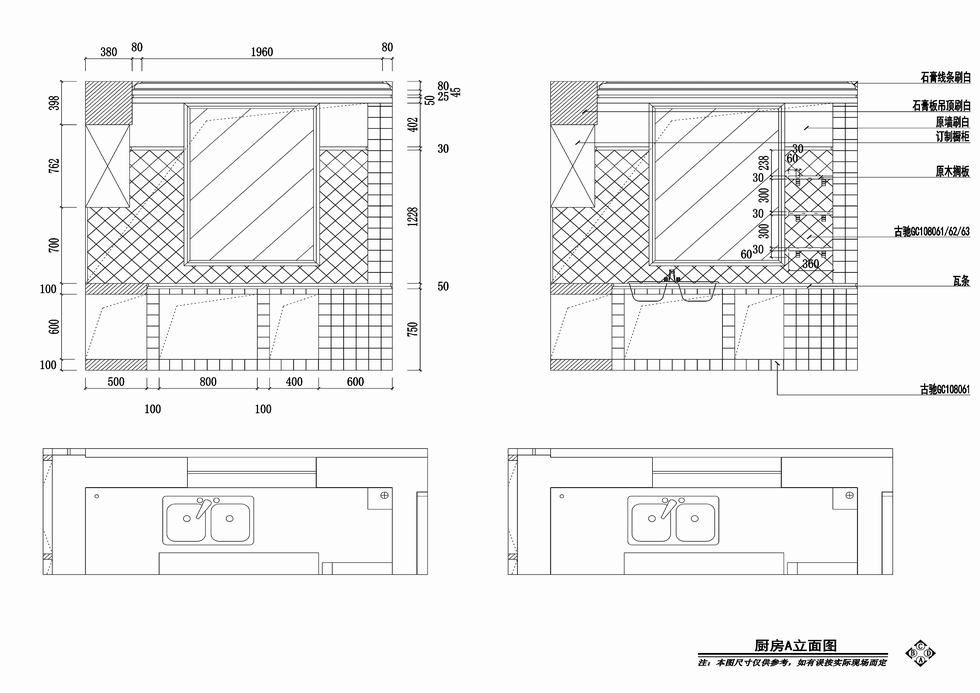 380 80 1960 80
398
762
700
100
600
100
80
25
50
45
402
30
1228
50
750
500 800 400 600
100 100
石膏线条刷白
石膏板吊顶刷白
原墙刷白
订制橱柜
原木搁板
古驰GC108061/62/63
瓦条
古驰GC108061
30
60
238
30
300
30
300
30
60
360
厨房A立面图
注：本图尺寸仅供参考，如有误按实际现场而定
C
B D
A